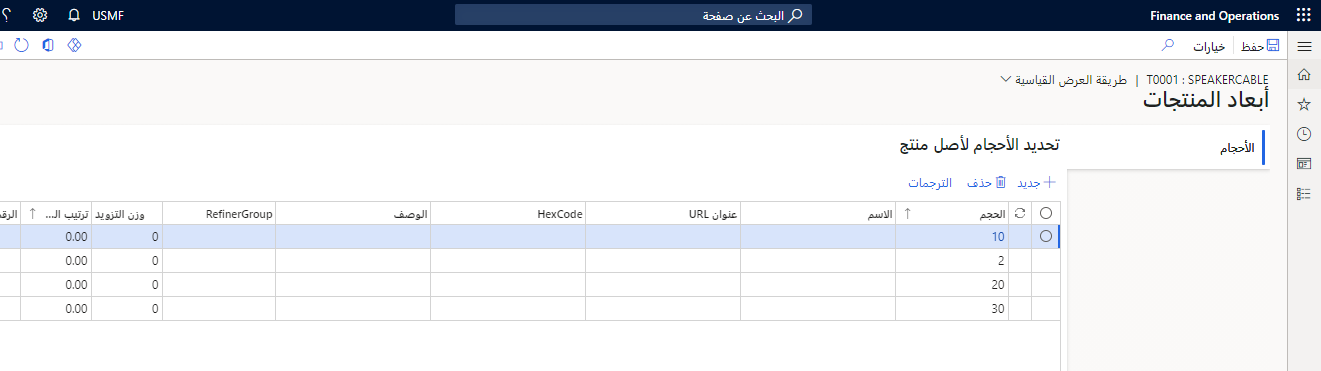 Finance and Operations
البحث عن صفحة
USMF
حفظ
خيارات
T0001 : SPEAKERCABLE | طريقة العرض القياسية
أبعاد المنتجات
الأحجام
تحديد الأحجام لأصل منتج
جديد
حذف
الترجمات
الحجم
الاسم
عنوان URL
HexCode
الوصف
RefinerGroup
وزن التزويد
ترتيب الـ...
10 0 0.00
2 0 0.00
20 0 0.00
30 0 0.00